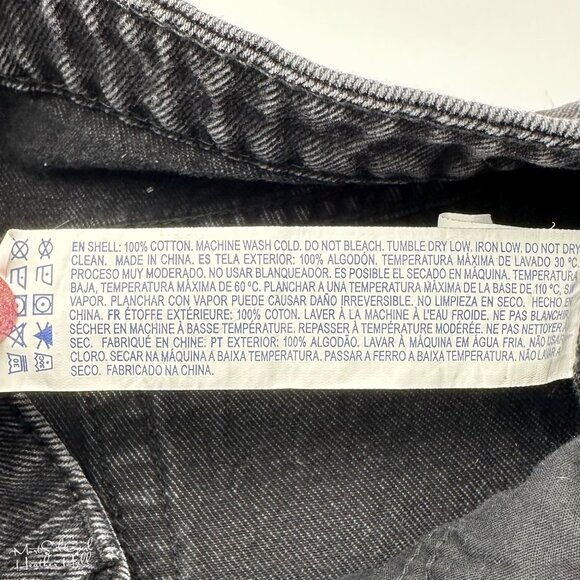 EN SHELL: 100% COTTON. MACHINE WASH COLD. DO NOT BLEACH. TUMBLE DRY LOW. IRON LOW. DO NOT DRY
CLEAN. MADE IN CHINA. ES TELA EXTERIOR: 100% ALGODÓN. TEMPERATURA MÁXIMA DE LAVADO 30 ºC,
PROCESO MUY MODERADO. NO USAR BLANQUEADOR. ES POSIBLE EL SECADO EN MÁQUINA. TEMPERATURA
BAJA, TEMPERATURA MÁXIMA DE 60 ºC. PLANCHAR A UNA TEMPERATURA MÁXIMA DE LA BASE DE 110 ºC, SIN
VAPOR. PLANCHAR CON VAPOR PUEDE CAUSAR DAÑO IRREVERSIBLE. NO LIMPIEZA EN SECO. HECHO EN
CHINA. FR ÉTOFFE EXTÉRIEURE: 100% COTON. LAVER À LA MACHINE À L'EAU FROIDE. NE PAS BLANCHIR.
SÉCHER EN MACHINE À BASSE TEMPÉRATURE. REPASSER À TEMPÉRATURE MODÉRÉE. NE PAS NETTOYER À
SEC. FABRIQUÉ EN CHINE. PT EXTERIOR: 100% ALGODÃO. LAVAR À MÁQUINA EM ÁGUA FRIA. NÃO USAR
CLORO. SECAR NA MÁQUINA A BAIXA TEMPERATURA. PASSAR A FERRO A BAIXA TEMPERATURA. NÃO LAVAR A
SECO. FABRICADO NA CHINA.